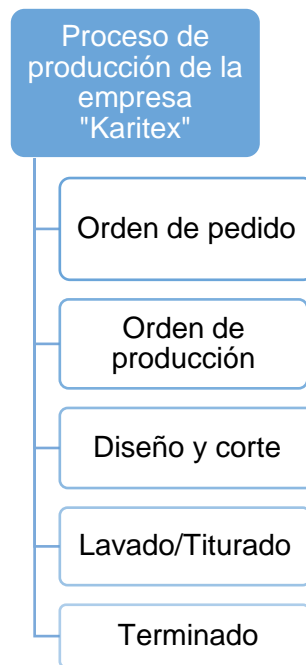 Proceso de
producción de la
empresa
"Karitex"
Orden de pedido
Orden de
producción
Diseño y corte
Lavado/Titurado
Terminado